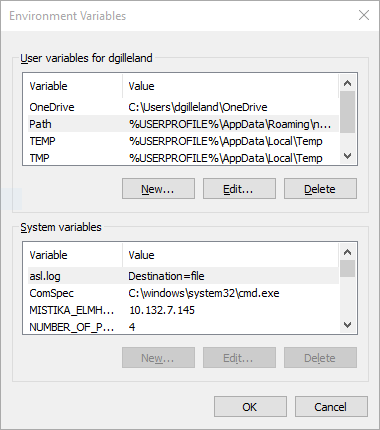 Environment Variables
User variables for dgilleland
Variable Value
OneDrive C:\Users\dgilleland\OneDrive
Path %USERPROFILE%\AppData\Roaming\n...
TEMP %USERPROFILE%\AppData\Local\Temp
TMP %USERPROFILE%\AppData\Local\Temp
New... Edit... Delete
System variables
Variable Value
asl.log Destination=file
ComSpec C:\windows\system32\cmd.exe
MISTIKA_ELMH... 10.132.7.145
NUMBER_OF_P... 4
New... Edit... Delete
OK Cancel